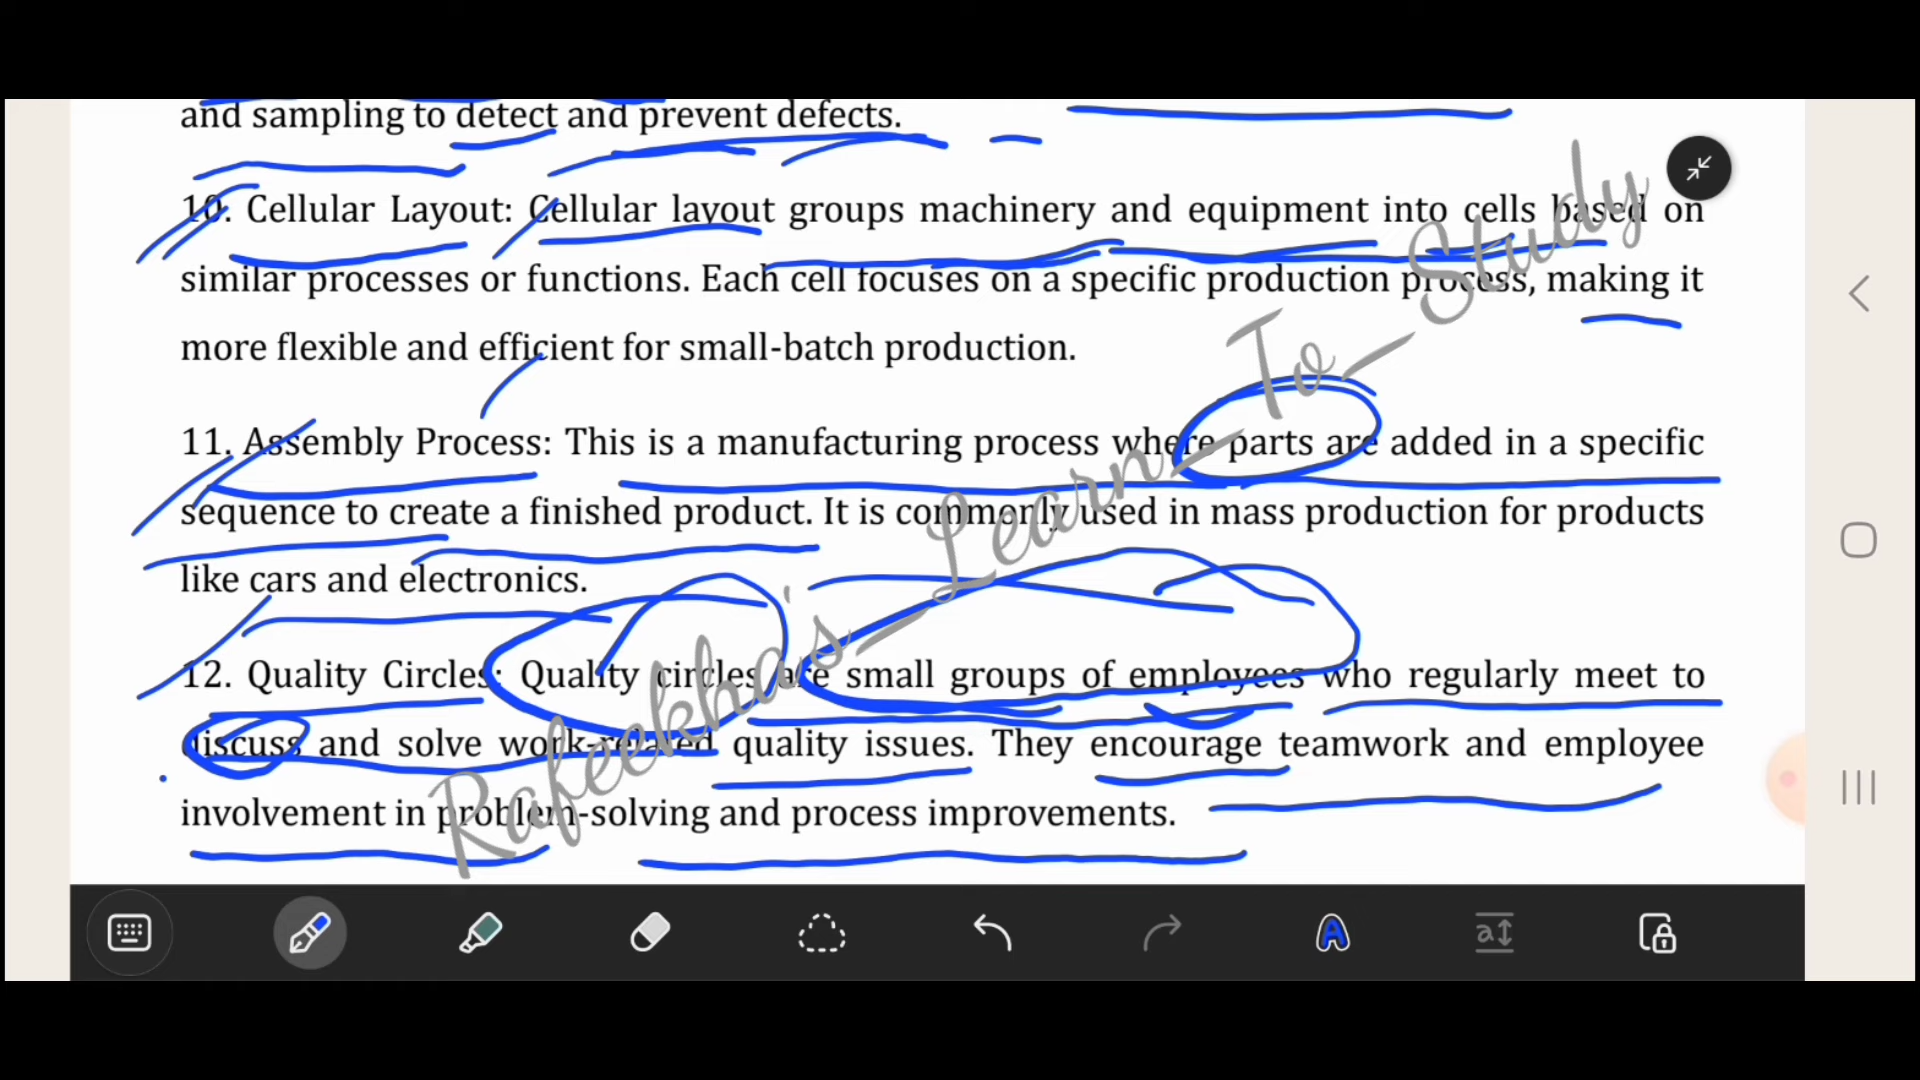 and sampling to detect and prevent defects.
10. Cellular Layout: Cellular layout groups machinery and equipment into cells based on
similar processes or functions. Each cell focuses on a specific production process, making it
more flexible and efficient for small-batch production.
11. Assembly Process: This is a manufacturing process where parts are added in a specific
sequence to create a finished product. It is commonly used in mass production for products
like cars and electronics.
12. Quality Circles: Quality circles are small groups of employees who regularly meet to
discuss and solve work-related quality issues. They encourage teamwork and employee
involvement in problem-solving and process improvements.
Rafeekha's_Learn_To_Study
A
a